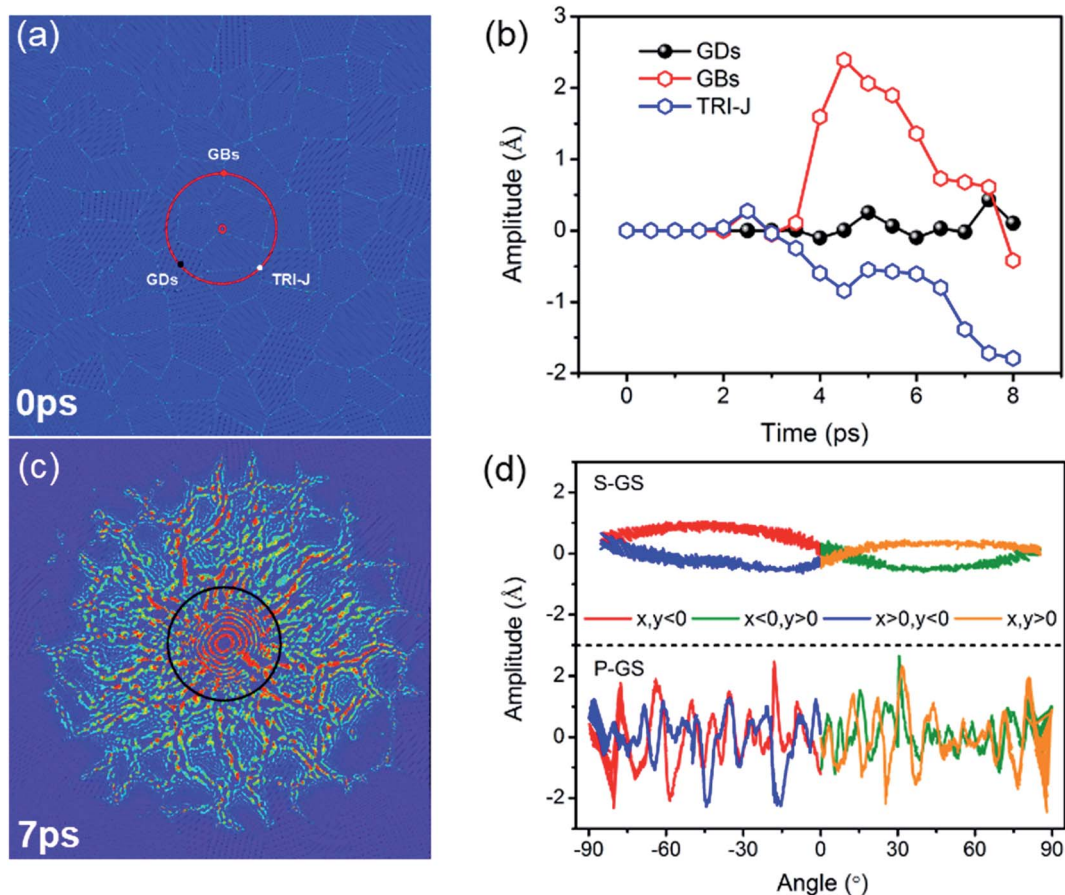 (a)
GBs
GDs
TRI-J
0ps
(b)
GDs
GBs
TRI-J
Amplitude (Å)
3
2
1
0
-1
-2
0 2 4 6 8
Time (ps)
(c)
7ps
(d)
S-GS
Amplitude (Å)
2
0
-2
x,y<0 x<0,y>0 x>0,y<0 x,y>0
P-GS
2
0
-2
-90 -60 -30 0 30 60 90
Angle (°)